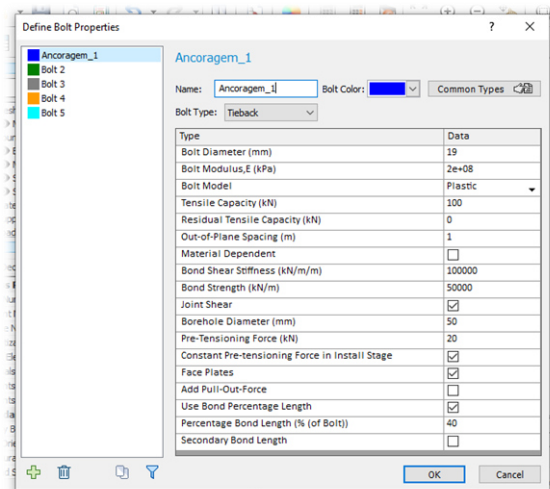 Define Bolt Properties
?
X
Ancoragem_1
Bolt 2
Bolt 3
Bolt 4
Bolt 5
Ancoragem_1
Name: Ancoragem_1 Bolt Color: Common Types
Bolt Type: Tieback
Type Data
Bolt Diameter (mm) 19
Bolt Modulus,E (kPa) 2e+08
Bolt Model Plastic
Tensile Capacity (kN) 100
Residual Tensile Capacity (kN) 0
Out-of-Plane Spacing (m) 1
Material Dependent
Bond Shear Stiffness (kN/m/m) 100000
Bond Strength (kN/m) 50000
Joint Shear
Borehole Diameter (mm) 50
Pre-Tensioning Force (kN) 20
Constant Pre-tensioning Force in Install Stage
Face Plates
Add Pull-Out-Force
Use Bond Percentage Length
Percentage Bond Length (% (of Bolt)) 40
Secondary Bond Length
OK Cancel